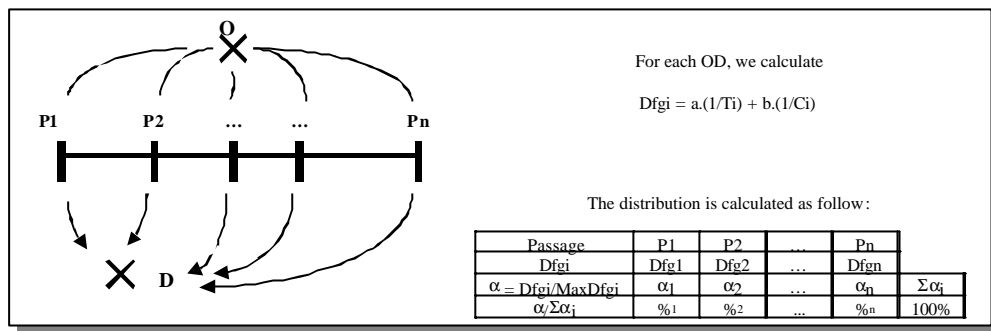 O
P1 P2 ... ... Pn
D
For each OD, we calculate
Dfgi = a.(1/Ti) + b.(1/Ci)
The distribution is calculated as follow:
Passage P1 P2 ... Pn
Dfgi Dfg1 Dfg2 ... Dfgn
α = Dfgi/MaxDfgi α1 α2 ... αn Σαi
α/Σαi %1 %2 ... %n 100%